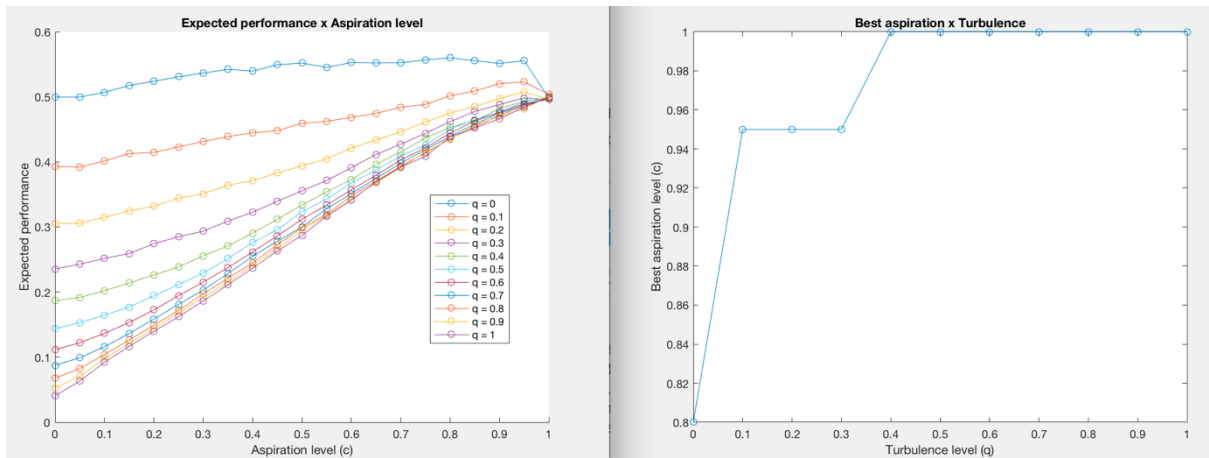 Expected performance x Aspiration level
0.6
0.5
0.4
0.3
0.2
0.1
0
Expected performance
q = 0
q = 0.1
q = 0.2
q = 0.3
q = 0.4
q = 0.5
q = 0.6
q = 0.7
q = 0.8
q = 0.9
q = 1
0 0.1 0.2 0.3 0.4 0.5 0.6 0.7 0.8 0.9 1
Aspiration level (c)
Best aspiration x Turbulence
1
0.98
0.96
0.94
0.92
0.9
0.88
0.86
0.84
0.82
0.8
Best aspiration level (c)
0 0.1 0.2 0.3 0.4 0.5 0.6 0.7 0.8 0.9 1
Turbulence level (q)